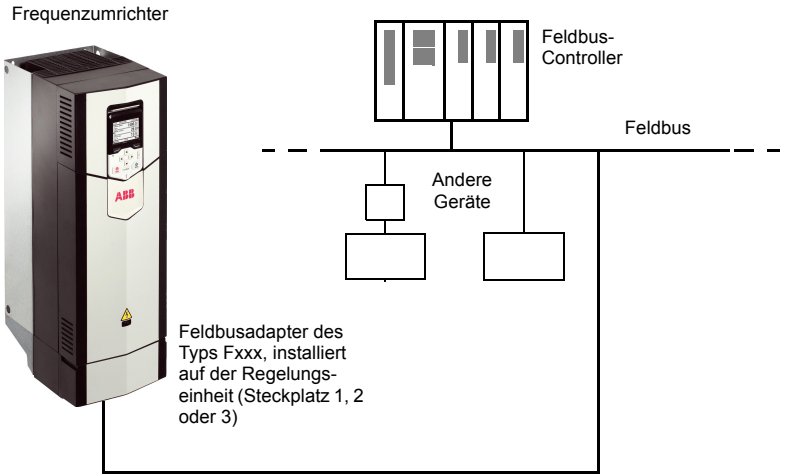 Frequenzumrichter
Feldbus-
Controller
Feldbus
Andere
Geräte
ABB
Feldbusadapter des
Typs Fxxx, installiert
auf der Regelungs-
einheit (Steckplatz 1, 2
oder 3)